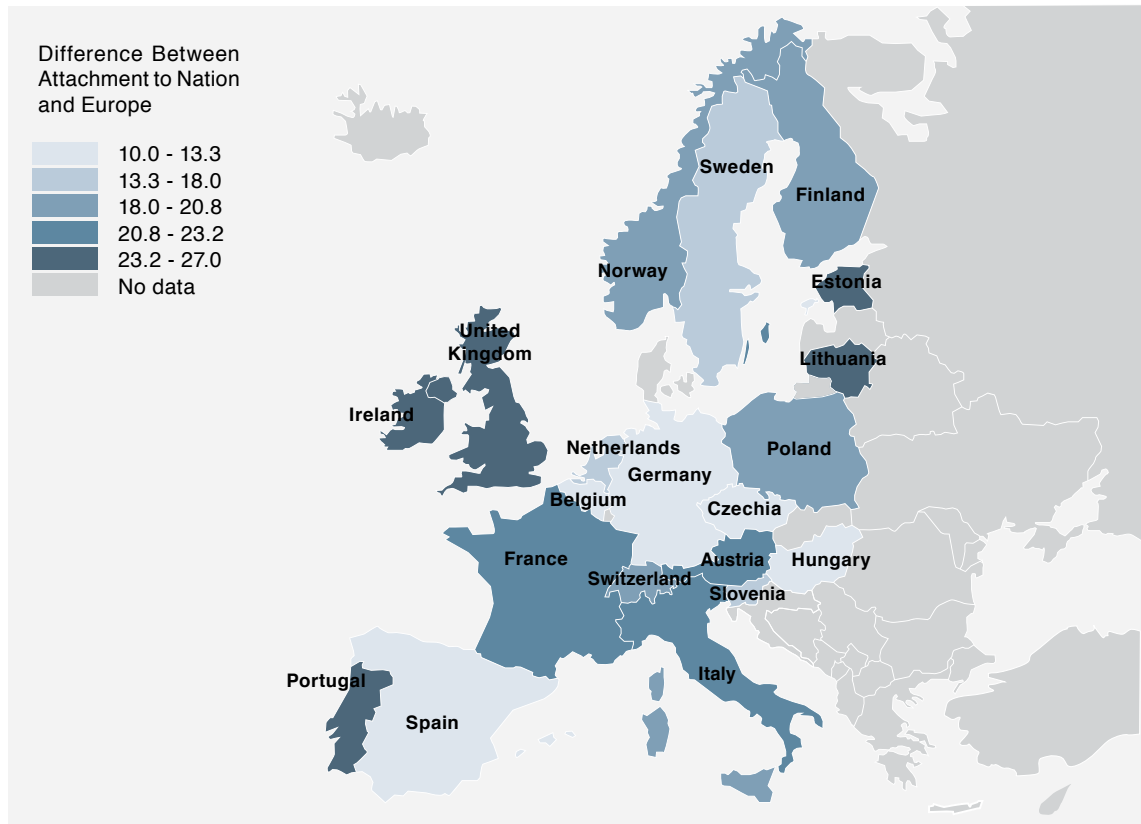 Difference Between
Attachment to Nation
and Europe
10.0 - 13.3
13.3 - 18.0
18.0 - 20.8
20.8 - 23.2
23.2 - 27.0
No data
Sweden
Finland
Norway
Estonia
United
Kingdom
Lithuania
Ireland
Netherlands
Poland
Germany
Belgium
Czechia
France
Austria
Hungary
Switzerland
Slovenia
Italy
Portugal
Spain